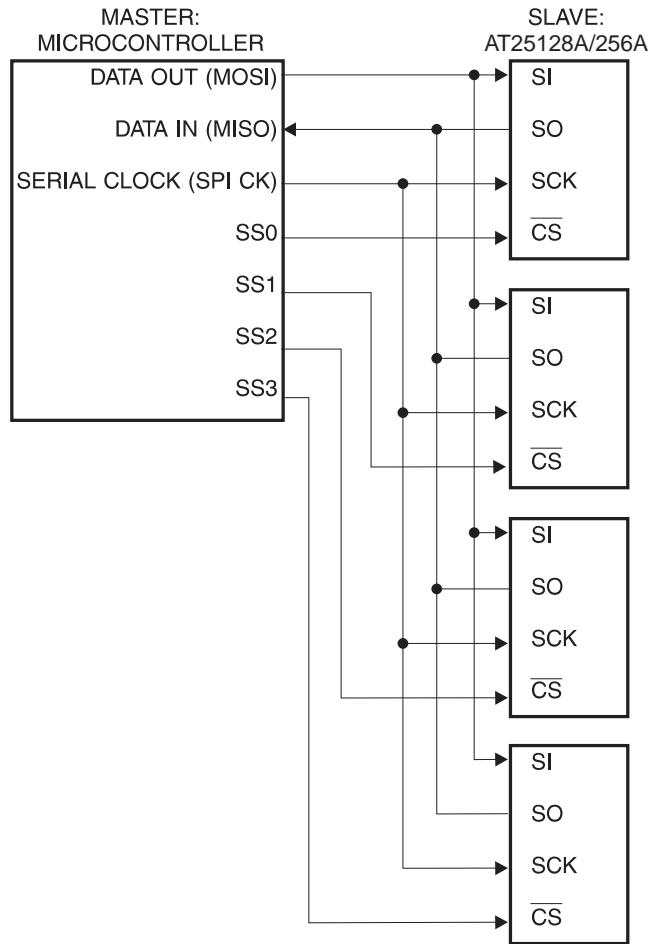 MASTER:
MICROCONTROLLER
DATA OUT (MOSI)
DATA IN (MISO)
SERIAL CLOCK (SPI CK)
SS0
SS1
SS2
SS3
SLAVE:
AT25128A/256A
SI
SO
SCK
CS
SI
SO
SCK
CS
SI
SO
SCK
CS
SI
SO
SCK
CS